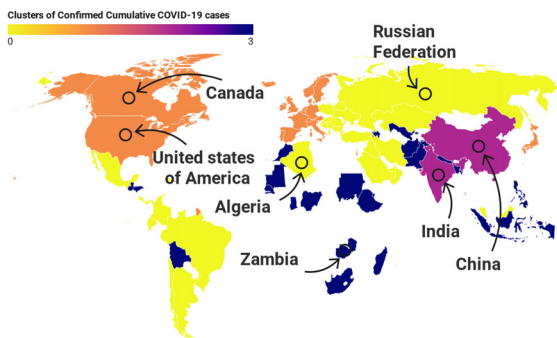 Clusters of Confirmed Cumulative COVID-19 cases
0 3
Russian
Federation
Canada
United states
of America
Algeria
India
Zambia
China